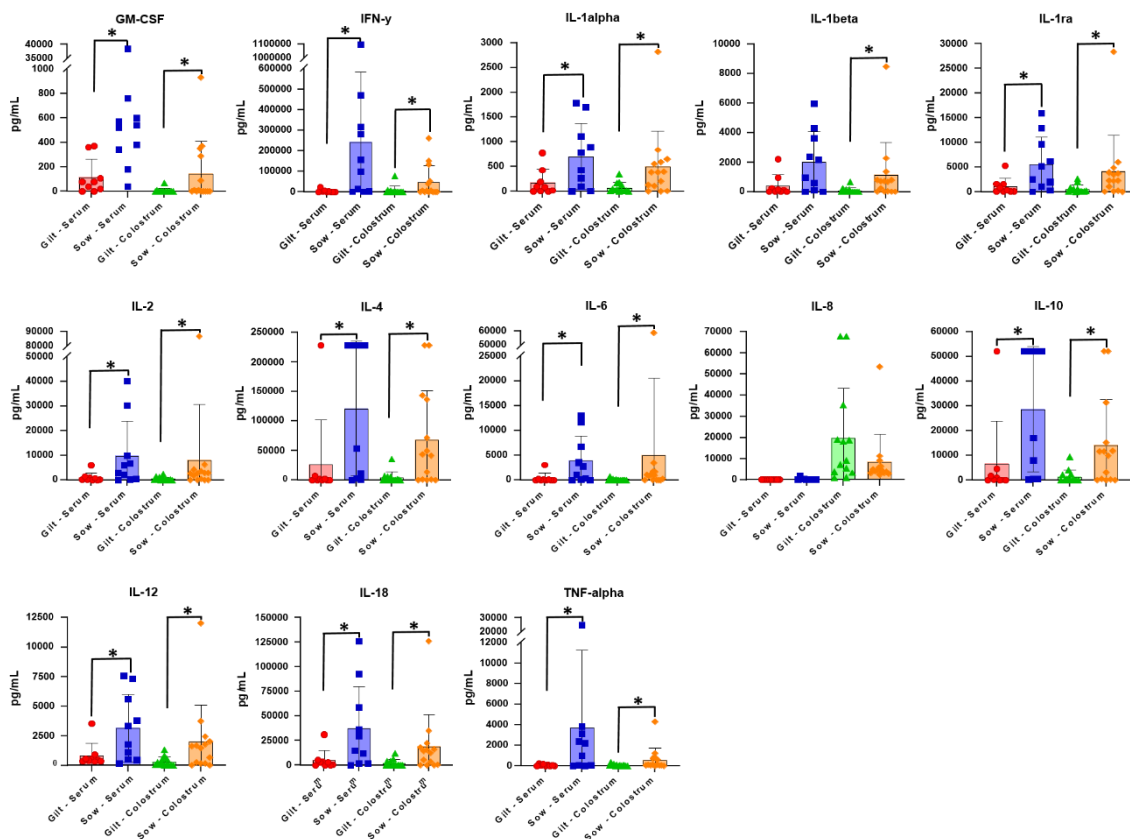 GM-CSF
pg/mL
40000
36000
1000
800
600
400
200
0
*
*
Gilt - Serum
Sow - Serum
Gilt - Colostrum
Sow - Colostrum
IFN-y
pg/mL
1100000
1000000
600000
500000
400000
300000
200000
100000
0
*
*
Gilt - Serum
Sow - Serum
Gilt - Colostrum
Sow - Colostrum
IL-1alpha
pg/mL
3000
2500
2000
1500
1000
500
0
*
*
Gilt - Serum
Sow - Serum
Gilt - Colostrum
Sow - Colostrum
IL-1beta
pg/mL
10000
8000
6000
4000
2000
0
*
Gilt - Serum
Sow - Serum
Gilt - Colostrum
Sow - Colostrum
IL-1ra
pg/mL
30000
25000
20000
15000
10000
5000
0
*
*
Gilt - Serum
Sow - Serum
Gilt - Colostrum
Sow - Colostrum
IL-2
pg/mL
90000
80000
50000
40000
30000
20000
10000
0
*
*
Gilt - Serum
Sow - Serum
Gilt - Colostrum
Sow - Colostrum
IL-4
pg/mL
250000
200000
150000
100000
50000
0
*
*
Gilt - Serum
Sow - Serum
Gilt - Colostrum
Sow - Colostrum
IL-6
pg/mL
60000
50000
25000
20000
15000
10000
5000
0
*
*
Gilt - Serum
Sow - Serum
Gilt - Colostrum
Sow - Colostrum
IL-8
pg/mL
70000
60000
50000
40000
30000
20000
10000
0
Gilt - Serum
Sow - Serum
Gilt - Colostrum
Sow - Colostrum
IL-10
pg/mL
60000
50000
40000
30000
20000
10000
0
*
*
Gilt - Serum
Sow - Serum
Gilt - Colostrum
Sow - Colostrum
IL-12
pg/mL
12500
10000
7500
5000
2500
0
*
*
Gilt - Serum
Sow - Serum
Gilt - Colostrum
Sow - Colostrum
IL-18
pg/mL
150000
125000
100000
75000
50000
25000
0
*
*
Gilt - Serum
Sow - Serum
Gilt - Colostrum
Sow - Colostrum
TNF-alpha
pg/mL
30000
20000
12000
10000
8000
6000
4000
2000
0
*
*
Gilt - Serum
Sow - Serum
Gilt - Colostrum
Sow - Colostrum